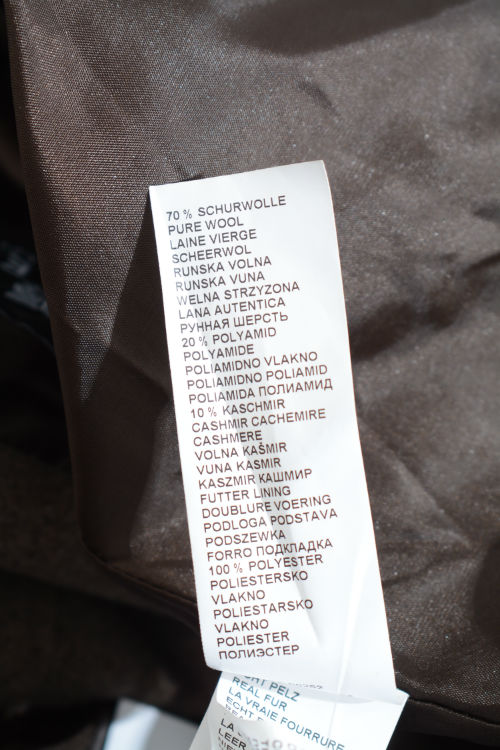 70 % SCHURWOLLE
PURE WOOL
LAINE VIERGE
SCHEERWOL
RUNSKA VOLNA
RUNSKA VUNA
WELNA STRZYZONA
LANA AUTENTICA
РУННАЯ ШЕРСТЬ
20 % POLYAMID
POLYAMIDE
POLIAMIDNO VLAKNO
POLIAMIDNO POLIAMID
POLIAMIDA ПОЛИАМИД
10 % KASCHMIR
CASHMIR CACHEMIRE
CASHMERE
VOLNA KAŠMIR
VUNA KASMIR
KASZMIR КАШМИР
FUTTER LINING
DOUBLURE VOERING
PODLOGA PODSTAVA
PODSZEWKA
FORRO ПОДКЛАДКА
100 % POLYESTER
POLIESTERSKO
VLAKNO
POLIESTARSKO
VLAKNO
POLIESTER
ПОЛИЭСТЕР
PELZ
REAL FUR
LA VRAIE FOURRURE
ECHT